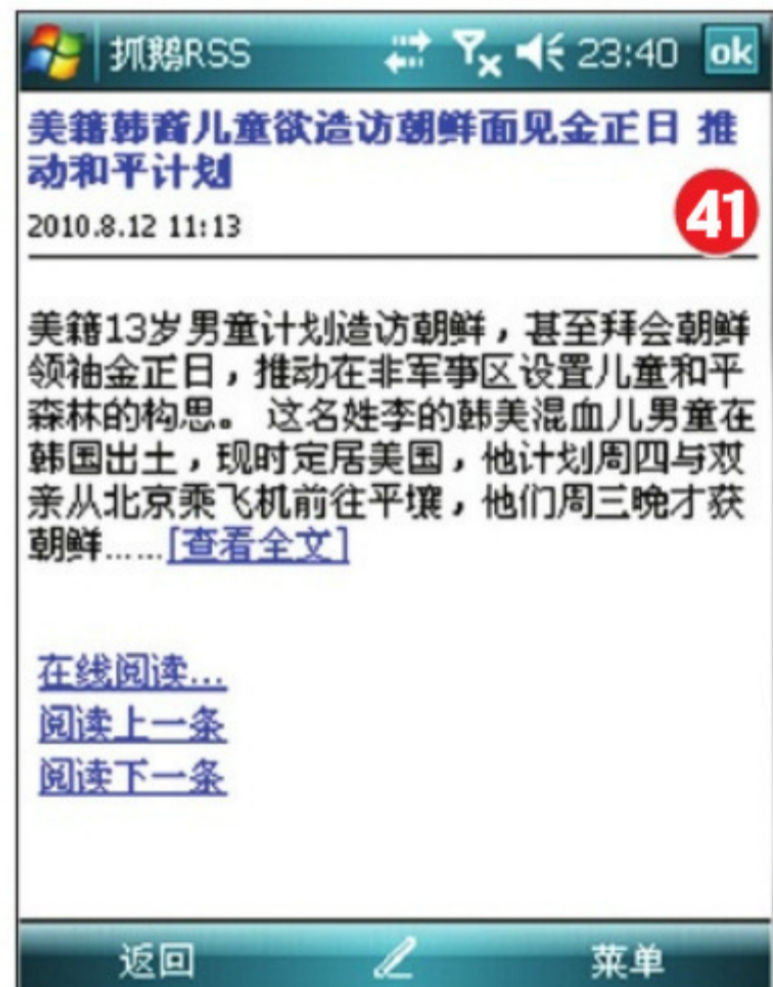 抓鹅RSS 23:40 ok
美籍韩裔儿童欲造访朝鲜面见金正日 推
动和平计划
41
2010.8.12 11:13
美籍13岁男童计划造访朝鲜，甚至拜会朝鲜
领袖金正日，推动在非军事区设置儿童和平
森林的构思。 这名姓李的韩美混血儿男童在
韩国出土，现时定居美国，他计划周四与双
亲从北京乘飞机前往平壤，他们周三晚才获
朝鲜……[查看全文]
在线阅读...
阅读上一条
阅读下一条
返回 菜单